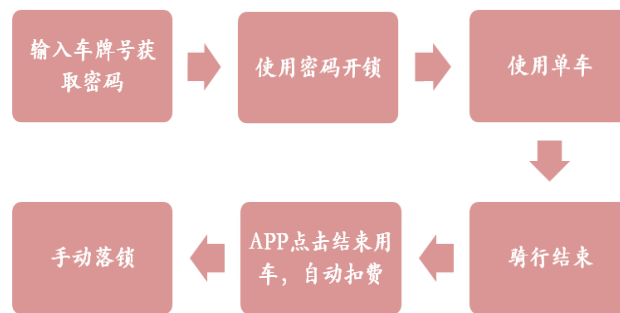 输入车牌号获
取密码
使用密码开锁
使用单车
骑行结束
APP点击结束用
车，自动扣费
手动落锁